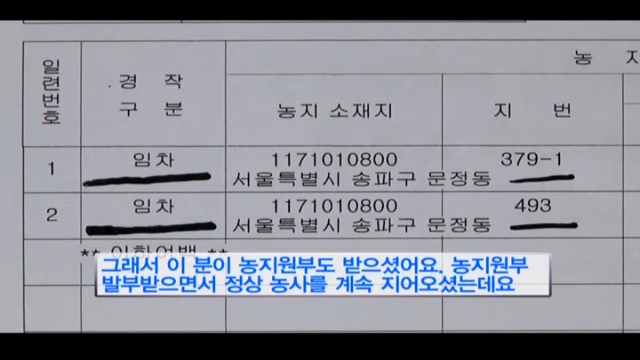 농 지
일련번호
경 작
구 분
농지 소재지
지 번
1
임차
1171010800
서울특별시 송파구 문정동
379-1
2
임차
1171010800
서울특별시 송파구 문정동
493
그래서 이 분이 농지원부도 받으셨어요. 농지원부
발부받으면서 정상 농사를 계속 지어오셨는데요